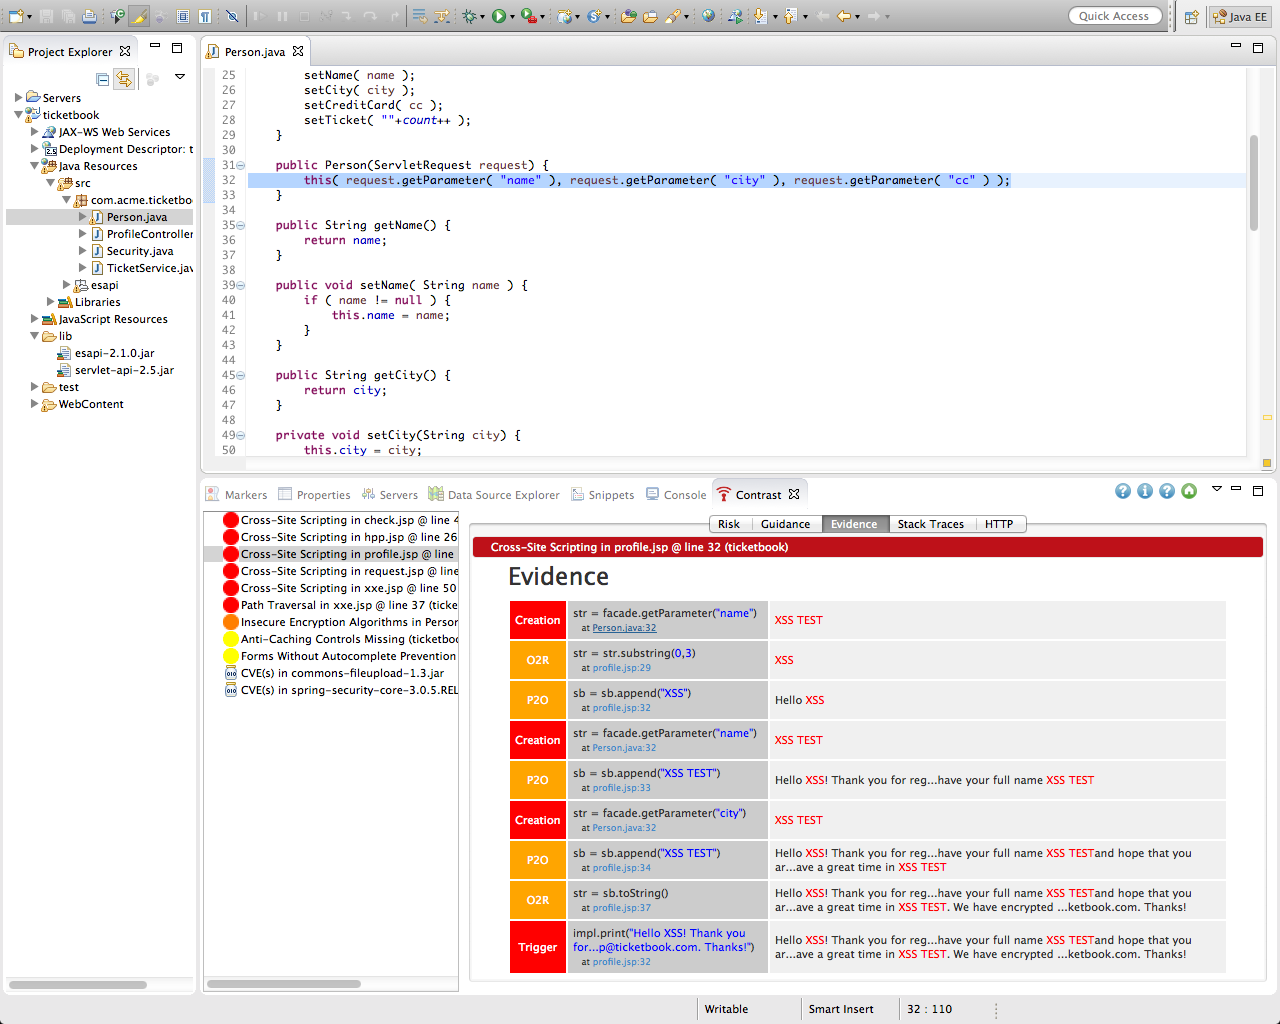 Quick Access
Java EE
Project Explorer
Servers
ticketbook
JAX-WS Web Services
Deployment Descriptor: t
Java Resources
src
com.acme.ticketbo
Person.java
ProfileController
Security.java
TicketService.jav
esapi
Libraries
JavaScript Resources
lib
esapi-2.1.0.jar
servlet-api-2.5.jar
test
WebContent
Person.java
25 setName( name );
26 setCity( city );
27 setCreditCard( cc );
28 setTicket( ""+count++ );
29 }
30
31 public Person(ServletRequest request) {
32 this( request.getParameter( "name" ), request.getParameter( "city" ), request.getParameter( "cc" ) );
33 }
34
35 public String getName() {
36 return name;
37 }
38
39 public void setName( String name ) {
40 if ( name != null ) {
41 this.name = name;
42 }
43 }
44
45 public String getCity() {
46 return city;
47 }
48
49 private void setCity(String city) {
50 this.city = city;
Markers Properties Servers Data Source Explorer Snippets Console Contrast
Cross-Site Scripting in check.jsp @ line 4
Cross-Site Scripting in hpp.jsp @ line 26
Cross-Site Scripting in profile.jsp @ line
Cross-Site Scripting in request.jsp @ line
Cross-Site Scripting in xxe.jsp @ line 50
Path Traversal in xxe.jsp @ line 37 (ticke
Insecure Encryption Algorithms in Person
Anti-Caching Controls Missing (ticketboo
Forms Without Autocomplete Prevention
CVE(s) in commons-fileupload-1.3.jar
CVE(s) in spring-security-core-3.0.5.REL
Risk Guidance Evidence Stack Traces HTTP
Cross-Site Scripting in profile.jsp @ line 32 (ticketbook)
Evidence
Creation str = facade.getParameter("name") XSS TEST
at Person.java:32
O2R str = str.substring(0,3) XSS
at profile.jsp:29
P2O sb = sb.append("XSS") Hello XSS
at profile.jsp:32
Creation str = facade.getParameter("name") XSS TEST
at Person.java:32
P2O sb = sb.append("XSS TEST") Hello XSS! Thank you for reg...have your full name XSS TEST
at profile.jsp:33
Creation str = facade.getParameter("city") XSS TEST
at Person.java:32
P2O sb = sb.append("XSS TEST") Hello XSS! Thank you for reg...have your full name XSS TESTand hope that you
at profile.jsp:34 ar...ave a great time in XSS TEST
O2R str = sb.toString() Hello XSS! Thank you for reg...have your full name XSS TESTand hope that you
at profile.jsp:37 ar...ave a great time in XSS TEST. We have encrypted ...ketbook.com. Thanks!
Trigger impl.print("Hello XSS! Thank you Hello XSS! Thank you for reg...have your full name XSS TESTand hope that you
for...p@ticketbook.com. Thanks!") ar...ave a great time in XSS TEST. We have encrypted ...ketbook.com. Thanks!
at profile.jsp:32
Writable Smart Insert 32 : 110